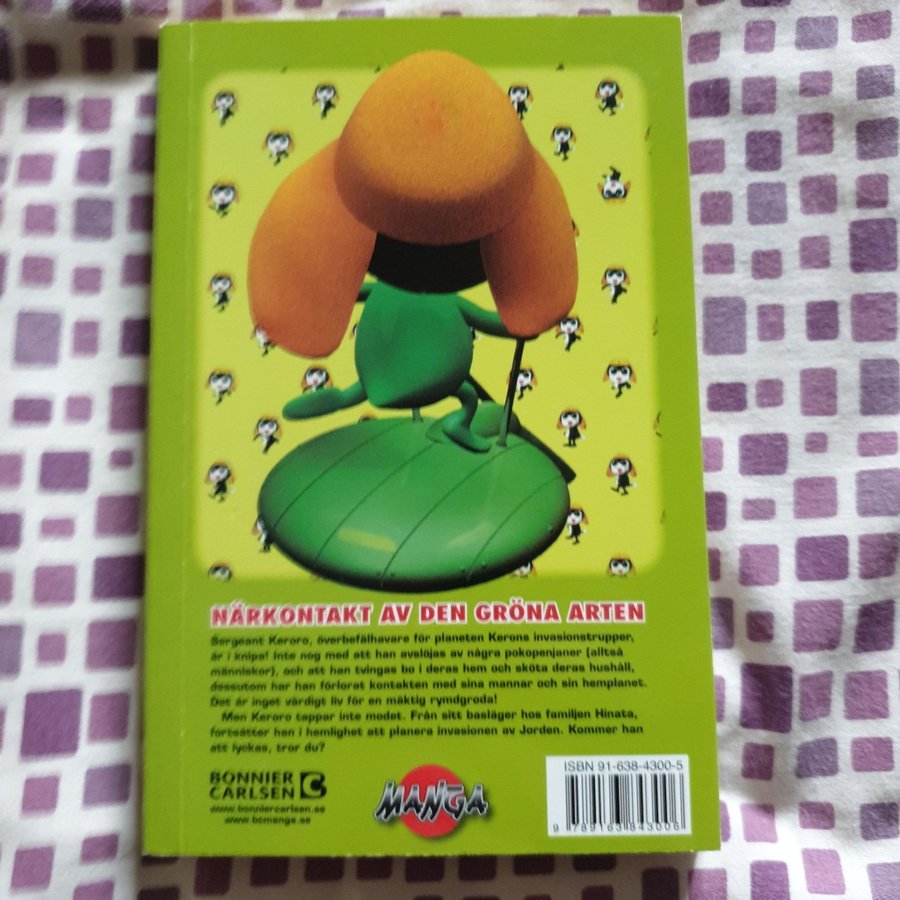 NÄRKONTAKT AV DEN GRÖNA ARTEN
Sergeant Keroro, överbefälhavare för planeten Kerons invasionstrupper,
är i knipa! Inte nog med att han avslöjas av några pokopenjaner (alltså
människor), och att han tvingas bo i deras hem och sköta deras hushåll,
dessutom har han förlorat kontakten med sina mannar och sin hemplanet.
Det är inget värdigt liv för en mäktig rymdgroda!
Men Keroro tappar inte modet. Från sitt basläger hos familjen Hinata,
fortsätter han i hemlighet att planera invasionen av Jorden. Kommer han
att lyckas, tror du?
BONNIER
CARLSEN
www.bonniercarlsen.se
www.bcmanga.se
MANGA
ISBN 91-638-4300-5
9 789163 843006